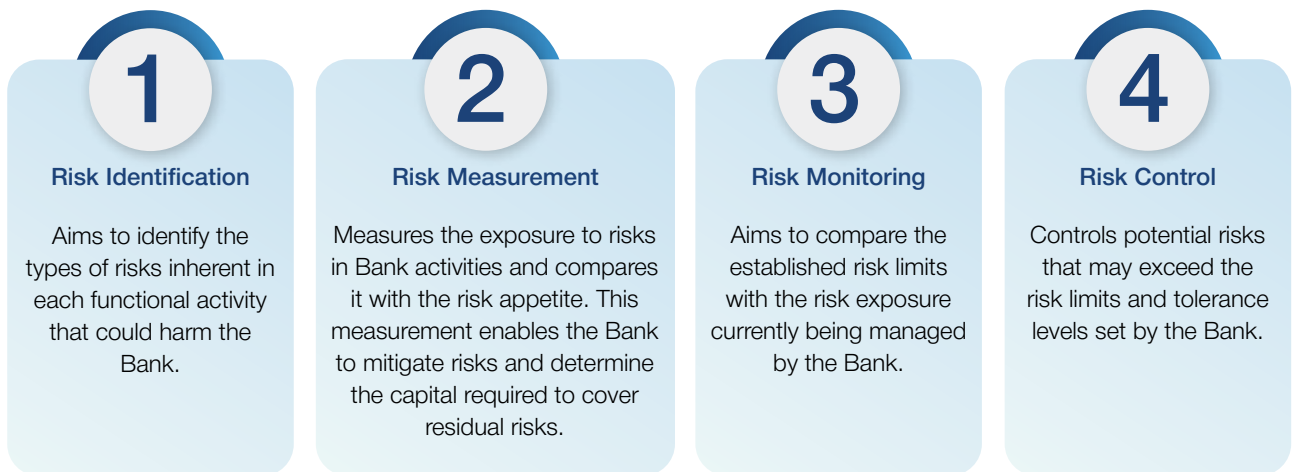 1
Risk Identification
Aims to identify the
types of risks inherent in
each functional activity
that could harm the
Bank.
2
Risk Measurement
Measures the exposure to risks
in Bank activities and compares
it with the risk appetite. This
measurement enables the Bank
to mitigate risks and determine
the capital required to cover
residual risks.
3
Risk Monitoring
Aims to compare the
established risk limits
with the risk exposure
currently being managed
by the Bank.
4
Risk Control
Controls potential risks
that may exceed the
risk limits and tolerance
levels set by the Bank.